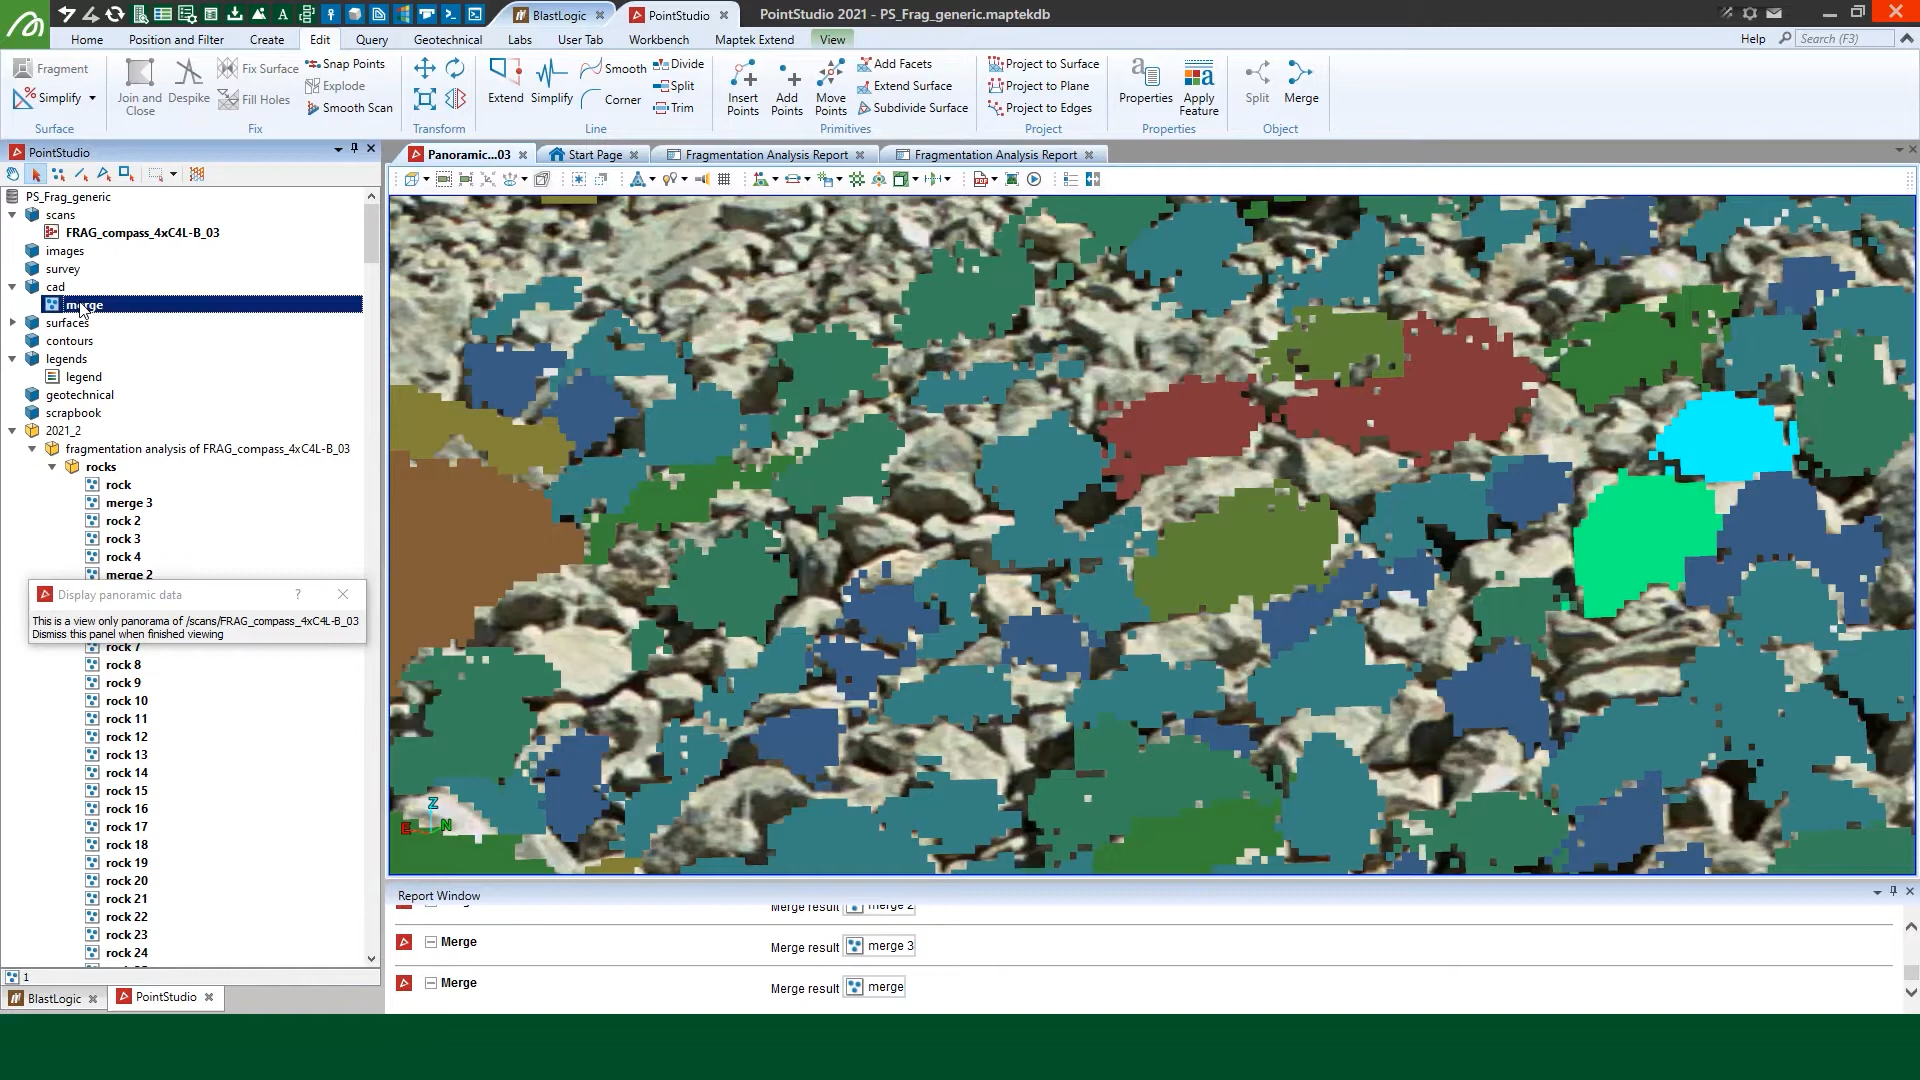 BlastLogic
PointStudio
PointStudio 2021 - PS_Frag_generic.maptekdb
Home
Position and Filter
Create
Edit
Query
Geotechnical
Labs
User Tab
Workbench
Maptek Extend
View
Help
Search (F3)
Fragment
Simplify
Surface
Join and Close
Despike
Fix Surface
Fill Holes
Snap Points
Explode
Smooth Scan
Fix
Transform
Extend
Simplify
Smooth
Corner
Divide
Split
Trim
Line
Insert Points
Add Points
Move Points
Add Facets
Extend Surface
Subdivide Surface
Primitives
Project to Surface
Project to Plane
Project to Edges
Project
Properties
Apply Feature
Properties
Split
Merge
Object
PointStudio
Panoramic...03
Start Page
Fragmentation Analysis Report
Fragmentation Analysis Report
PS_Frag_generic
scans
FRAG_compass_4xC4L-B_03
images
survey
cad
merge
surfaces
contours
legends
legend
geotechnical
scrapbook
2021_2
fragmentation analysis of FRAG_compass_4xC4L-B_03
rocks
rock
merge 3
rock 2
rock 3
rock 4
merge 2
Display panoramic data
?
This is a view only panorama of /scans/FRAG_compass_4xC4L-B_03
Dismiss this panel when finished viewing
rock 7
rock 8
rock 9
rock 10
rock 11
rock 12
rock 13
rock 14
rock 15
rock 16
rock 17
rock 18
rock 19
rock 20
rock 21
rock 22
rock 23
rock 24
1
BlastLogic
PointStudio
Z
E
N
Report Window
Merge result merge 2
Merge
Merge result merge 3
Merge
Merge result merge